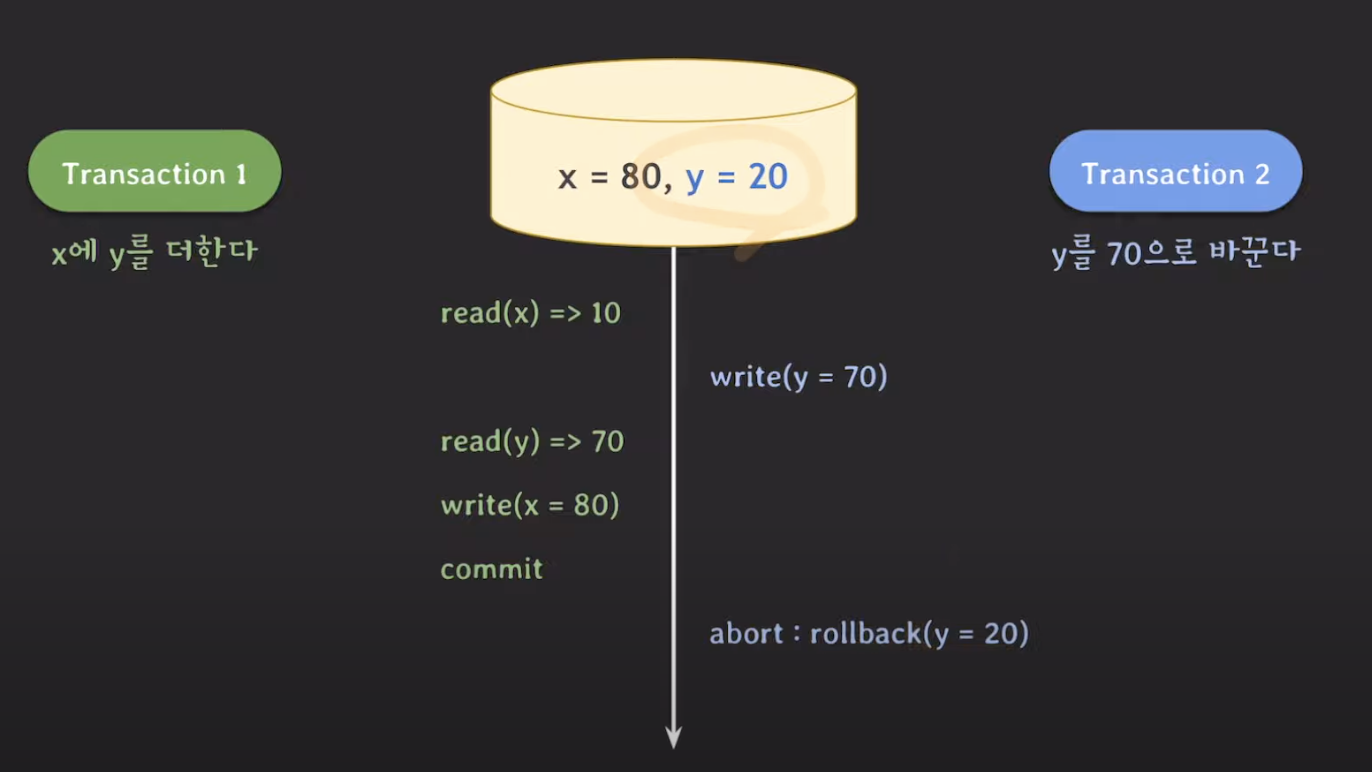 Transaction 1
x에 y를 더한다
x = 80, y = 20
Transaction 2
y를 70으로 바꾼다
read(x) => 10
write(y = 70)
read(y) => 70
write(x = 80)
commit
abort : rollback(y = 20)